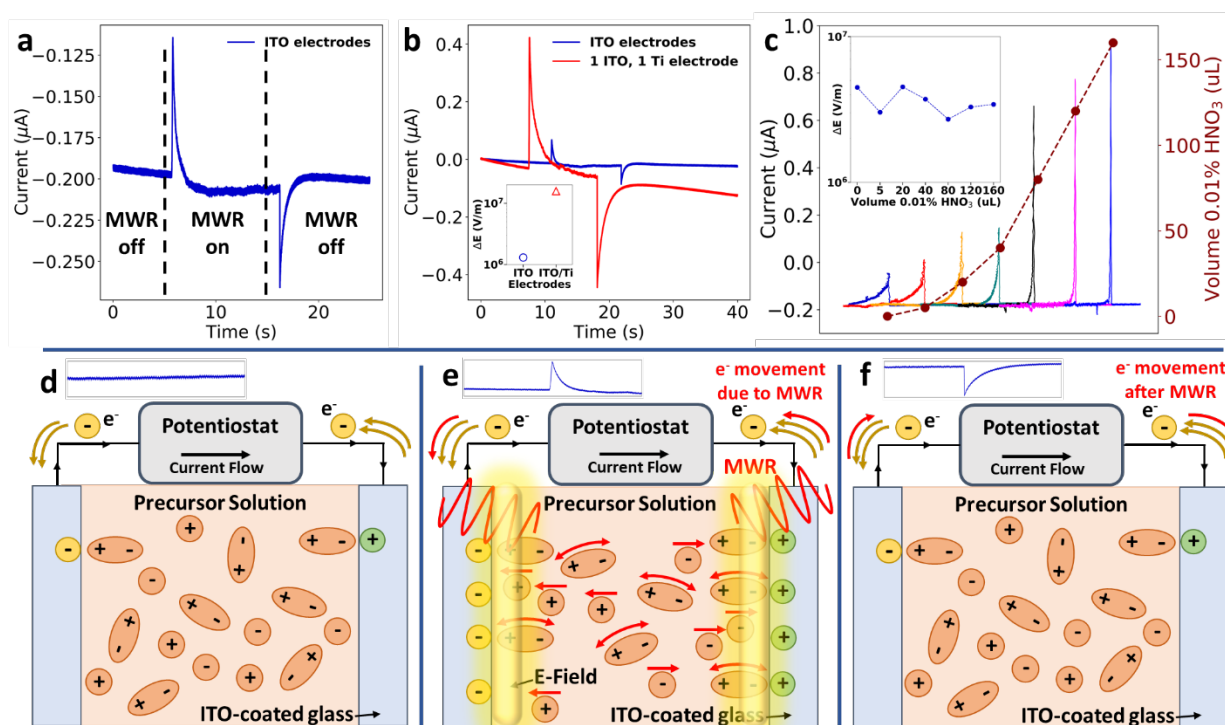 a
ITO electrodes
Current (μA)
−0.125
−0.150
−0.175
−0.200
−0.225
−0.250
MWR off
MWR on
MWR off
0
10
20
Time (s)
b
ITO electrodes
1 ITO, 1 Ti electrode
Current (μA)
0.4
0.2
0.0
−0.2
−0.4
ΔE (V/m)
10⁷
10⁶
ITO
ITO/Ti
Electrodes
0
10
20
30
40
Time (s)
c
Current (μA)
1.0
0.8
0.6
0.4
0.2
0.0
−0.2
ΔE (V/m)
10⁷
10⁶
0
5
20
40
80
120
160
Volume 0.01% HNO₃ (uL)
150
100
50
0
Volume 0.01% HNO₃ (uL)
d
e⁻
-
Potentiostat
Current Flow
-
e⁻
Precursor Solution
ITO-coated glass
e
e⁻ movement
due to MWR
e⁻
-
Potentiostat
Current Flow
-
e⁻
MWR
Precursor Solution
E-Field
ITO-coated glass
f
e⁻ movement
after MWR
e⁻
-
Potentiostat
Current Flow
-
e⁻
Precursor Solution
ITO-coated glass